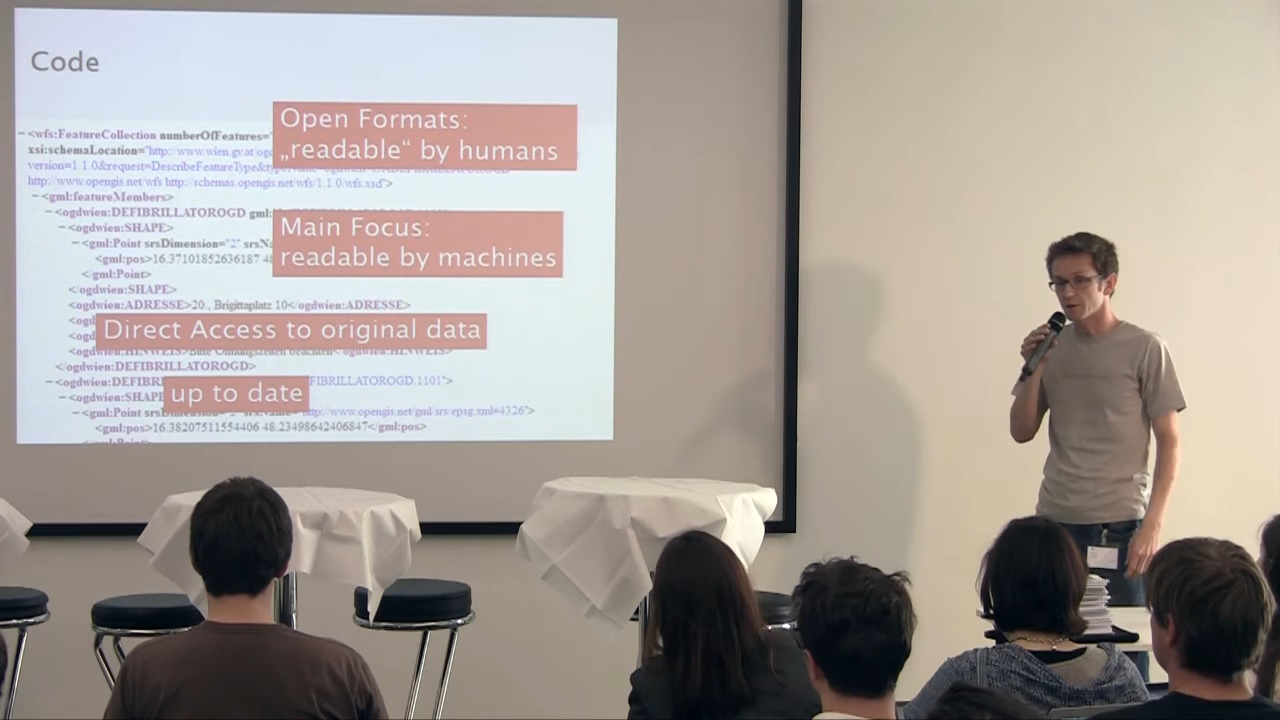 Code
Open Formats:
„readable“ by humans
− <wfs:FeatureCollection numberOfFeatures="
xsi:schemaLocation="http://www.wien.gv.at/ogd
version=1.1.0&request=DescribeFeatureType&
http://www.opengis.net/wfs http://schemas.opengis.net/wfs/1.1.0/wfs.xsd">
− <gml:featureMembers>
− <ogdwien:DEFIBRILLATOROGD gml:
Main Focus:
readable by machines
<ogdwien:SHAPE>
− <gml:Point srsDimension="2"
<gml:pos>16.37101852636187
</gml:Point>
</ogdwien:SHAPE>
<ogdwien:ADRESSE>20., Brigittaplatz 10</ogdwien:ADRESSE>
Direct Access to original data
</ogdwien:DEFIBRILLATOROGD>
− <ogdwien:DEFIBR FIBRILLATOROGD.1101">
up to date
− <ogdwien:SHAP
− <gml:Point http://www.opengis.net/gml/srs/epsg.xml#4326">
<gml:pos>16.38207511554406 48.23498642406847</gml:pos>